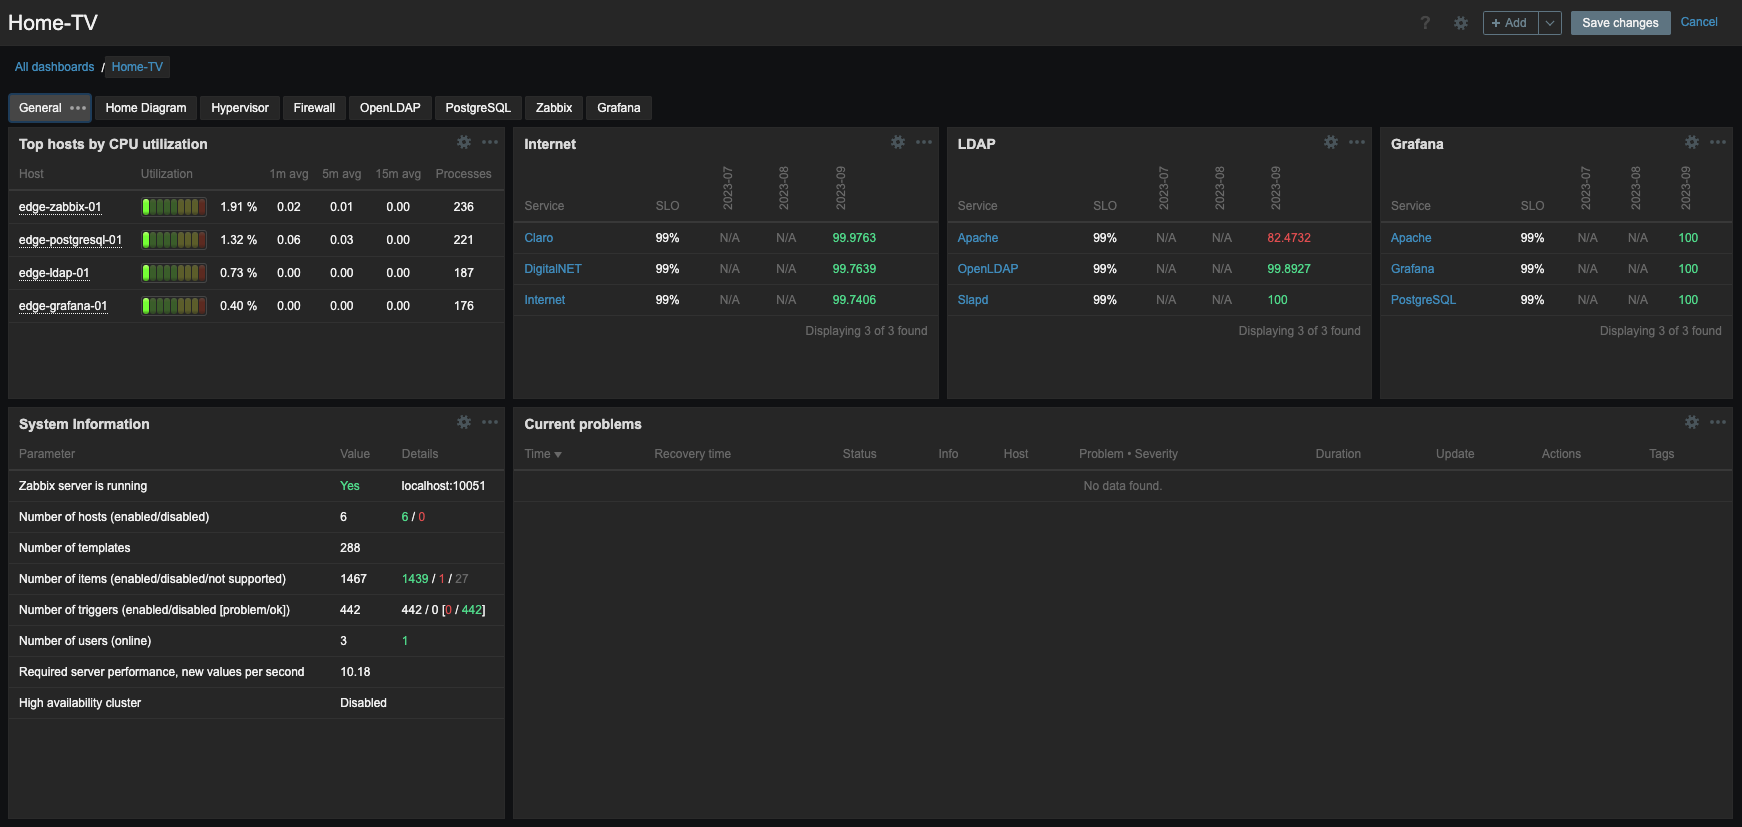 Home-TV
? + Add Save changes Cancel
All dashboards / Home-TV
General ••• Home Diagram Hypervisor Firewall OpenLDAP PostgreSQL Zabbix Grafana
Top hosts by CPU utilization
Host Utilization 1m avg 5m avg 15m avg Processes
edge-zabbix-01 1.91 % 0.02 0.01 0.00 236
edge-postgresql-01 1.32 % 0.06 0.03 0.00 221
edge-ldap-01 0.73 % 0.00 0.00 0.00 187
edge-grafana-01 0.40 % 0.00 0.00 0.00 176
Internet
Service SLO 2023-07 2023-08 2023-09
Claro 99% N/A N/A 99.9763
DigitalNET 99% N/A N/A 99.7639
Internet 99% N/A N/A 99.7406
Displaying 3 of 3 found
LDAP
Service SLO 2023-07 2023-08 2023-09
Apache 99% N/A N/A 82.4732
OpenLDAP 99% N/A N/A 99.8927
Slapd 99% N/A N/A 100
Displaying 3 of 3 found
Grafana
Service SLO 2023-07 2023-08 2023-09
Apache 99% N/A N/A 100
Grafana 99% N/A N/A 100
PostgreSQL 99% N/A N/A 100
Displaying 3 of 3 found
System Information
Parameter Value Details
Zabbix server is running Yes localhost:10051
Number of hosts (enabled/disabled) 6 6 / 0
Number of templates 288
Number of items (enabled/disabled/not supported) 1467 1439 / 1 / 27
Number of triggers (enabled/disabled [problem/ok]) 442 442 / 0 [0 / 442]
Number of users (online) 3 1
Required server performance, new values per second 10.18
High availability cluster Disabled
Current problems
Time ▼ Recovery time Status Info Host Problem • Severity Duration Update Actions Tags
No data found.